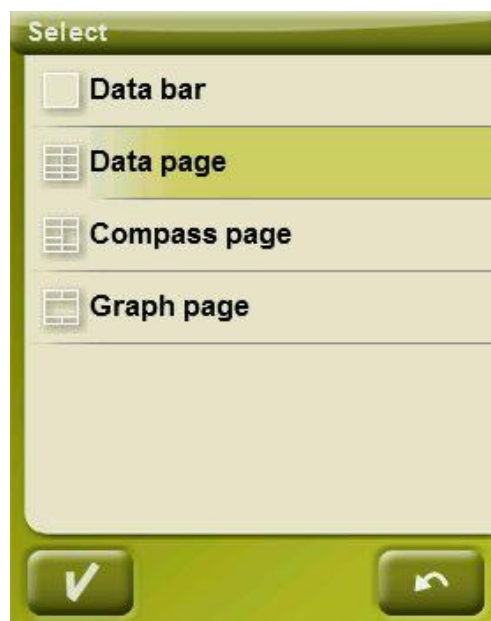 Select
Data bar
Data page
Compass page
Graph page